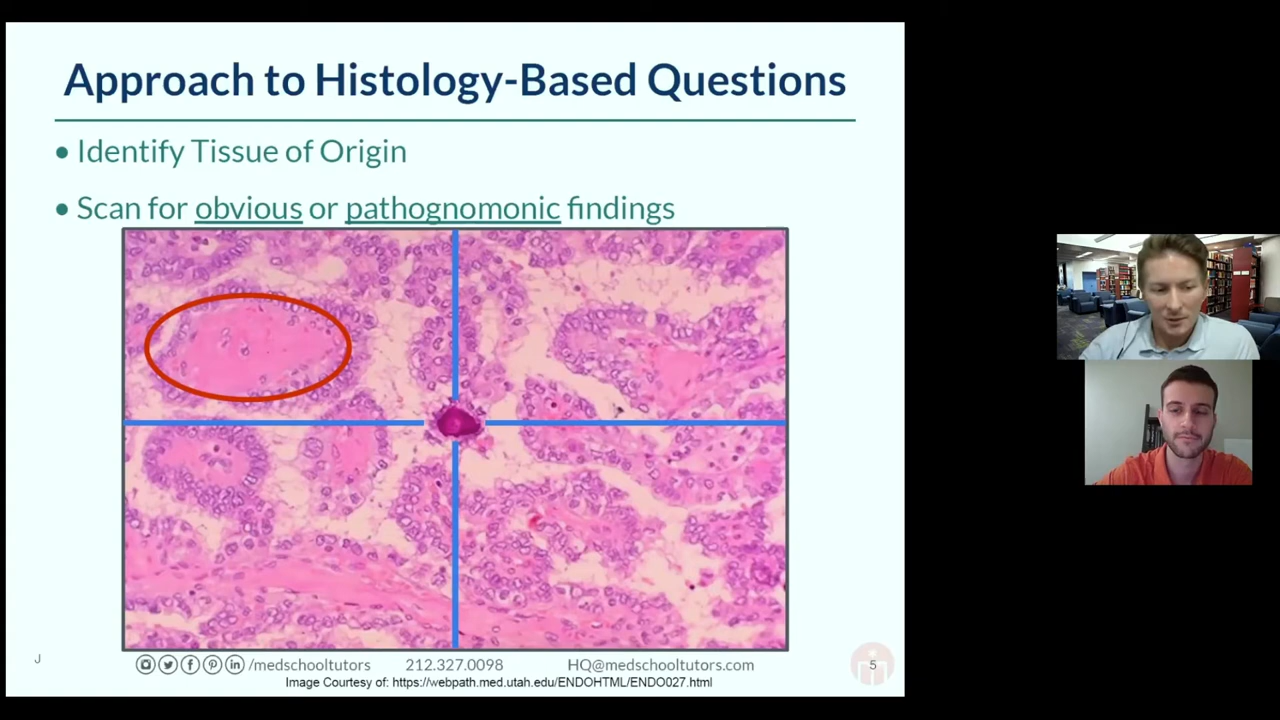 Approach to Histology-Based Questions
• Identify Tissue of Origin
• Scan for obvious or pathognomonic findings
J
/medschooltutors 212.327.0098 HQ@medschooltutors.com
5
Image Courtesy of: https://webpath.med.utah.edu/ENDOHTML/ENDO027.html